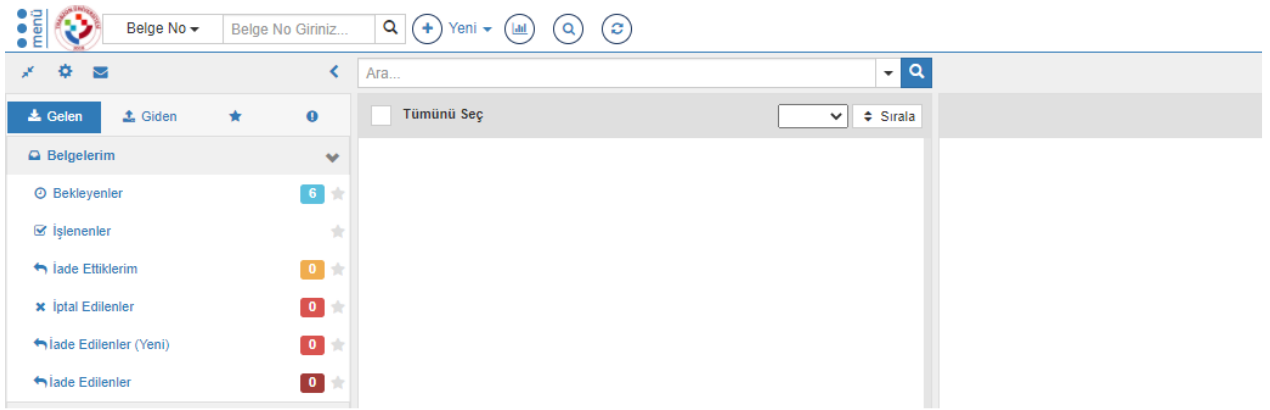 menü
Belge No
Belge No Giriniz...
Yeni
Ara...
Gelen
Giden
Tümünü Seç
Sırala
Belgelerim
Bekleyenler 6
İşlenenler
İade Ettiklerim 0
İptal Edilenler 0
İade Edilenler (Yeni) 0
İade Edilenler 0